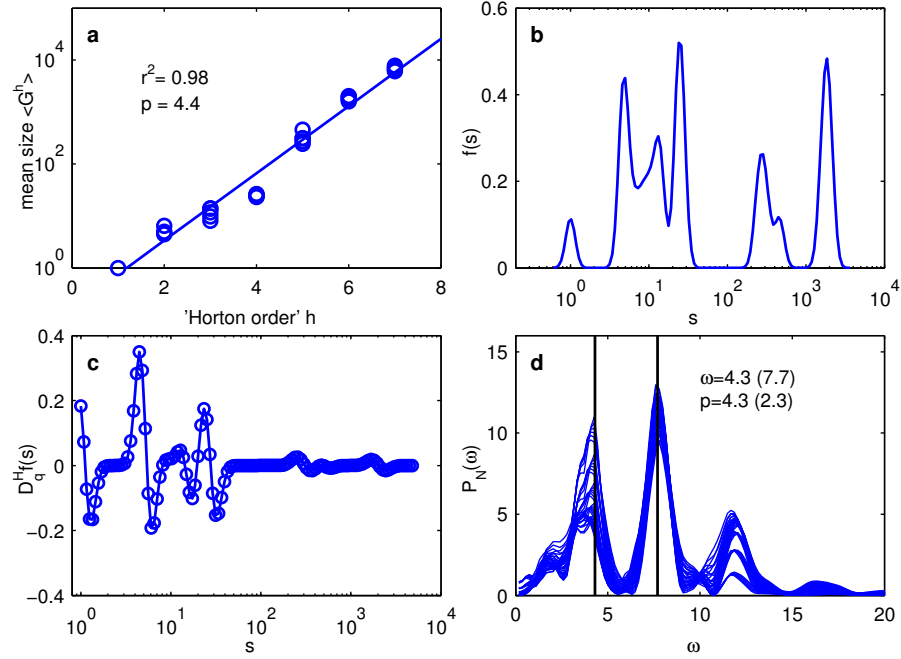 a
r² = 0.98
p = 4.4
mean size <G^h>
10^4
10^2
10^0
0 2 4 6 8
'Horton order' h
b
f(s)
0.6
0.4
0.2
0
10^0 10^1 10^2 10^3 10^4
s
c
D_q^H f(s)
0.4
0.2
0
−0.2
−0.4
10^0 10^1 10^2 10^3 10^4
s
d
ω=4.3 (7.7)
p=4.3 (2.3)
P_N(ω)
15
10
5
0
0 5 10 15 20
ω